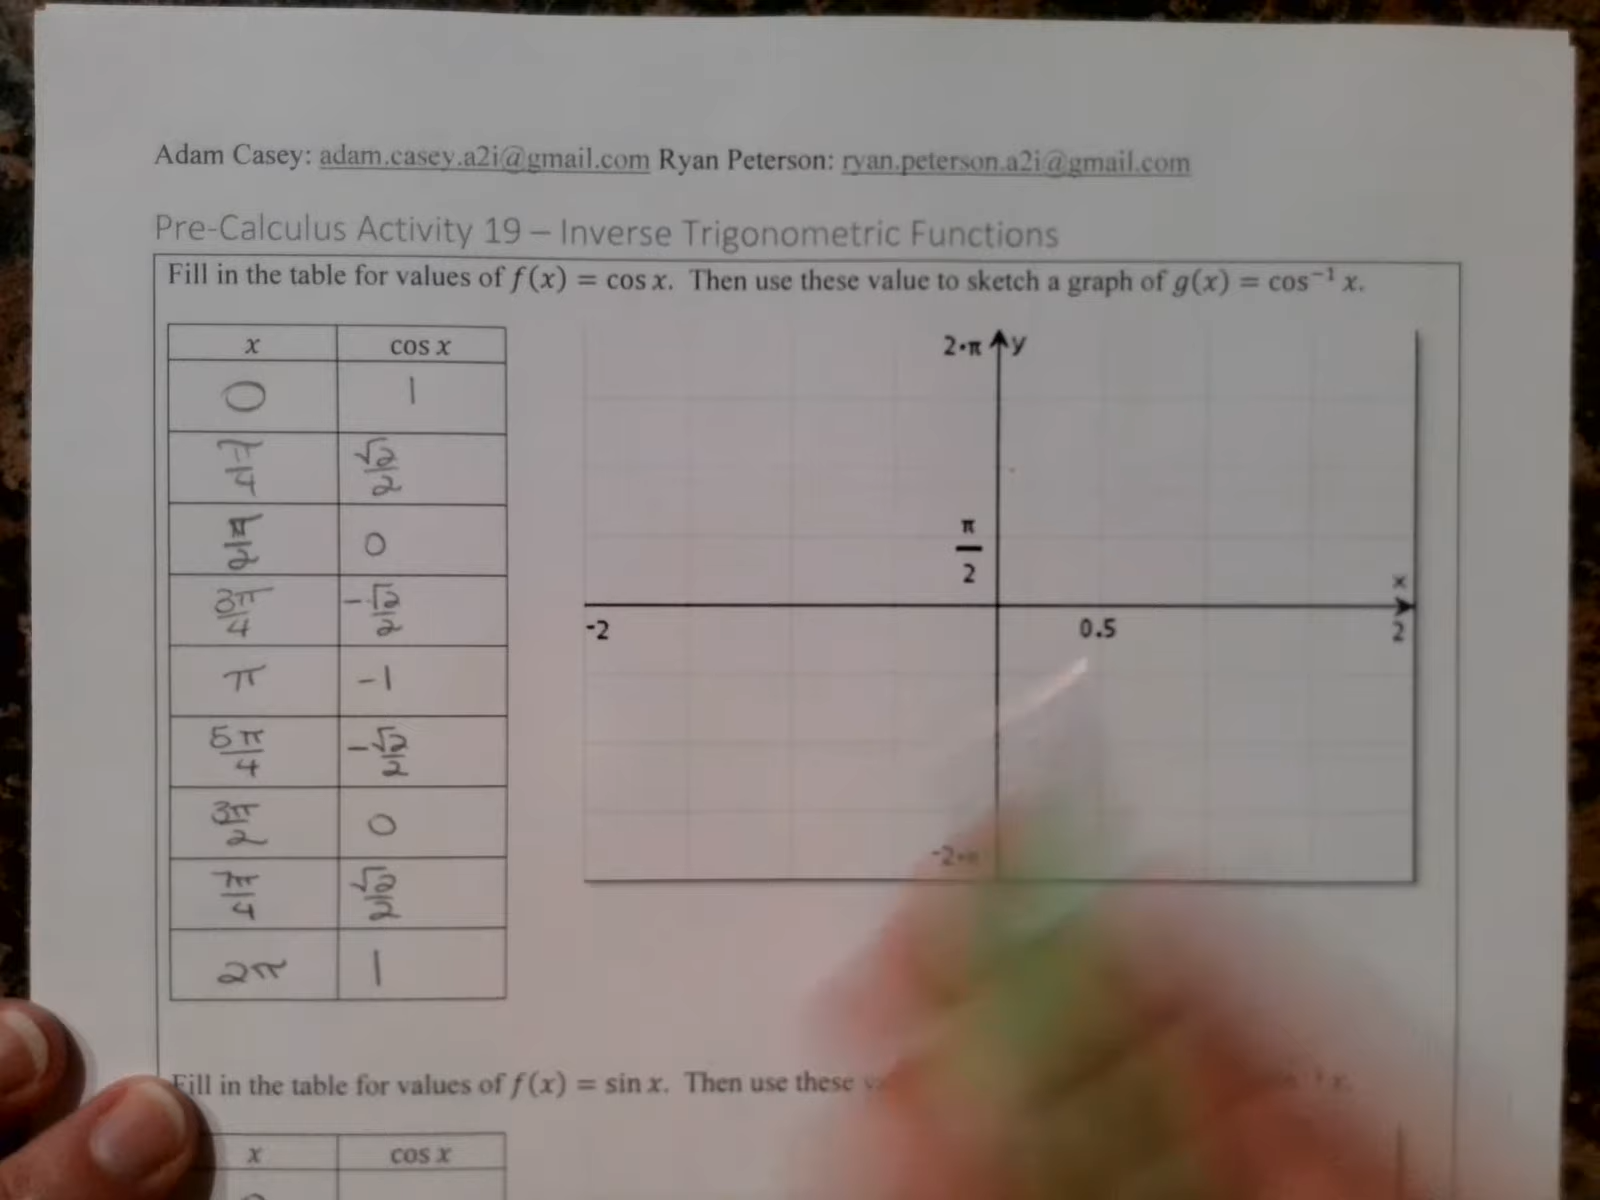 Adam Casey: adam.casey.a2i@gmail.com Ryan Peterson: ryan.peterson.a2i@gmail.com
Pre-Calculus Activity 19 – Inverse Trigonometric Functions
Fill in the table for values of f(x) = cos x. Then use these value to sketch a graph of g(x) = cos⁻¹ x.
x cos x
0 1
π/4 √2/2
π/2 0
3π/4 -√2/2
π -1
5π/4 -√2/2
3π/2 0
7π/4 √2/2
2π 1
2·π y
π/2
x
-2 0.5 2
-2·π
Fill in the table for values of f(x) = sin x. Then use these
x cos x